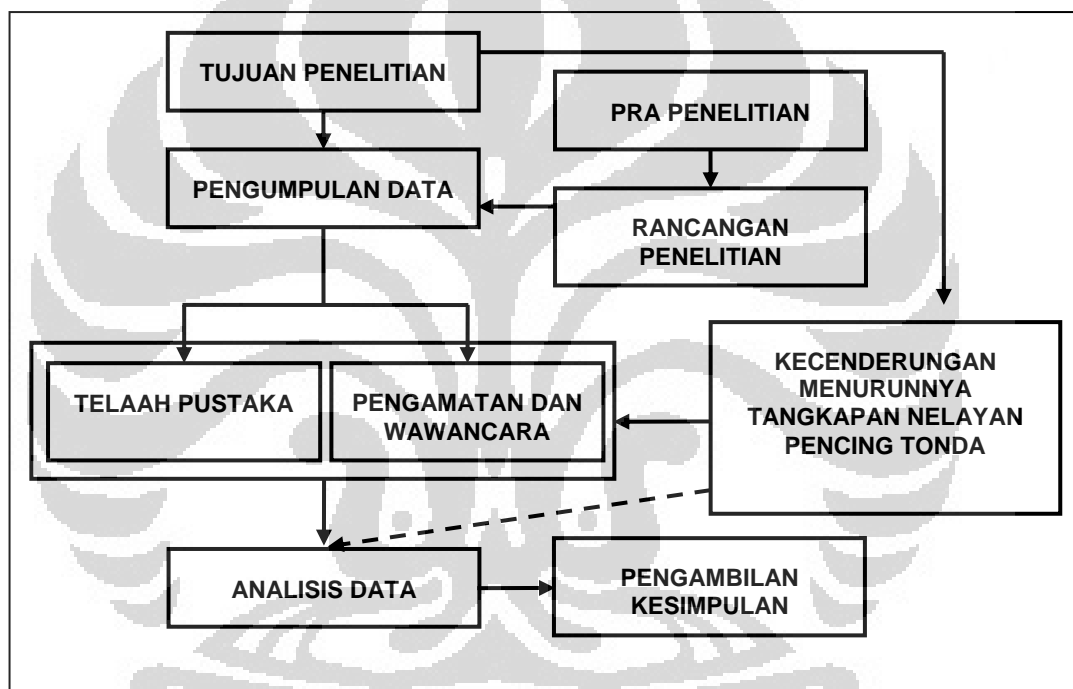 TUJUAN PENELITIAN
PRA PENELITIAN
PENGUMPULAN DATA
RANCANGAN
PENELITIAN
TELAAH PUSTAKA
PENGAMATAN DAN
WAWANCARA
KECENDERUNGAN
MENURUNNYA
TANGKAPAN NELAYAN
PENCING TONDA
ANALISIS DATA
PENGAMBILAN
KESIMPULAN